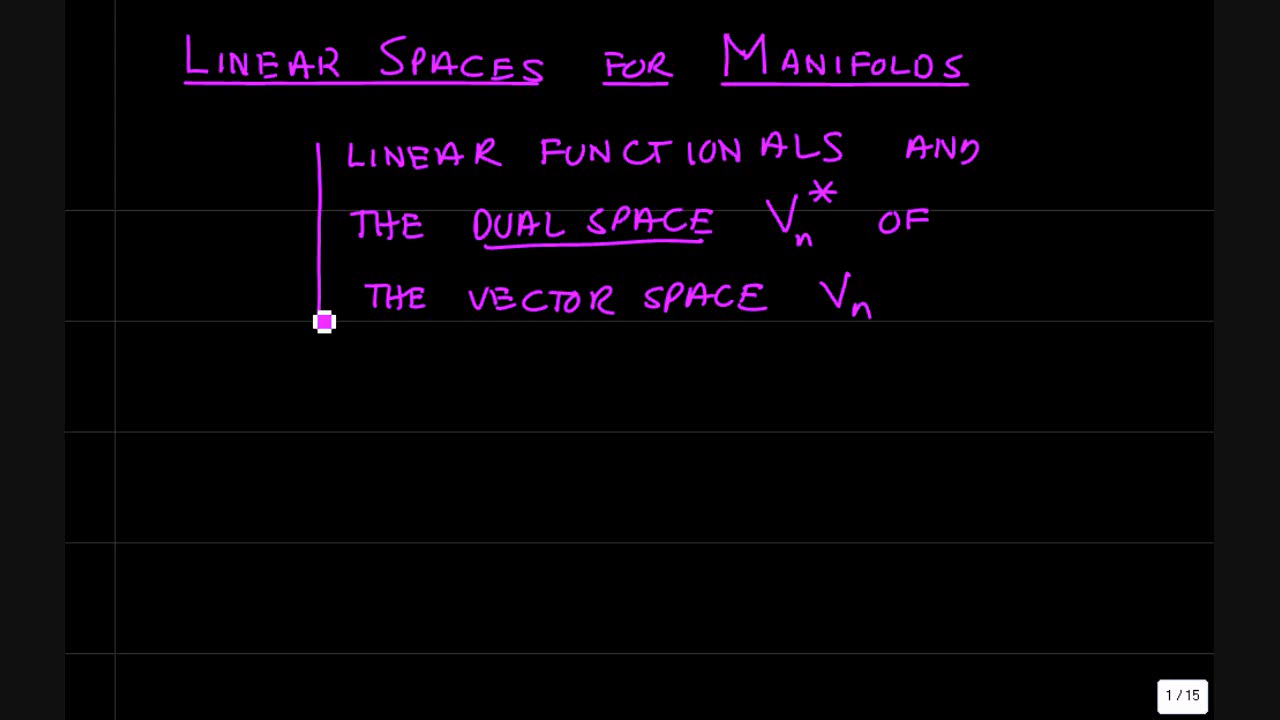 LINEAR SPACES FOR MANIFOLDS
LINEAR FUNCTIONALS AND
THE DUAL SPACE Vₙ* OF
THE VECTOR SPACE Vₙ
1 / 15